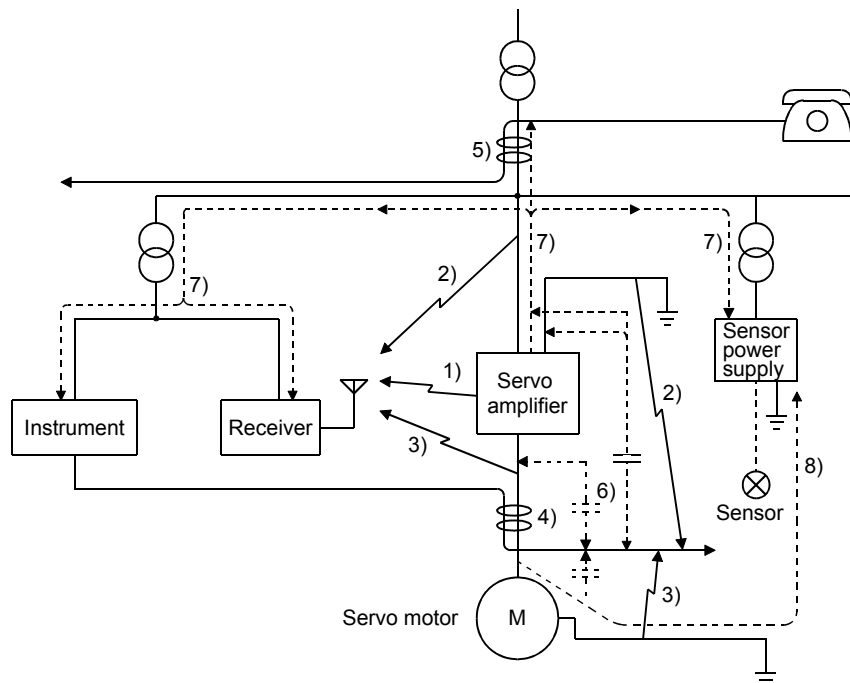 5)
7)
2)
7)
7)
Sensor
power
supply
1)
Servo
amplifier
2)
Instrument
Receiver
3)
6)
8)
4)
Sensor
3)
Servo motor
M